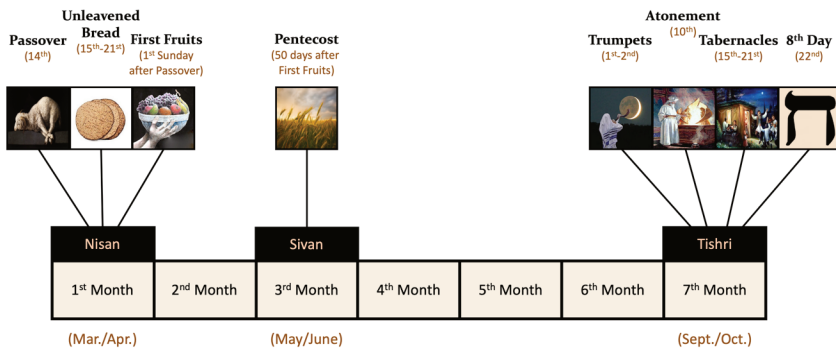 Unleavened
Bread
(15th-21st)
Passover
(14th)
First Fruits
(1st Sunday
after Passover)
Pentecost
(50 days after
First Fruits)
Atonement
(10th)
Trumpets
(1st-2nd)
Tabernacles
(15th-21st)
8th Day
(22nd)
ה
Nisan
Sivan
Tishri
1st Month
2nd Month
3rd Month
4th Month
5th Month
6th Month
7th Month
(Mar./Apr.)
(May/June)
(Sept./Oct.)